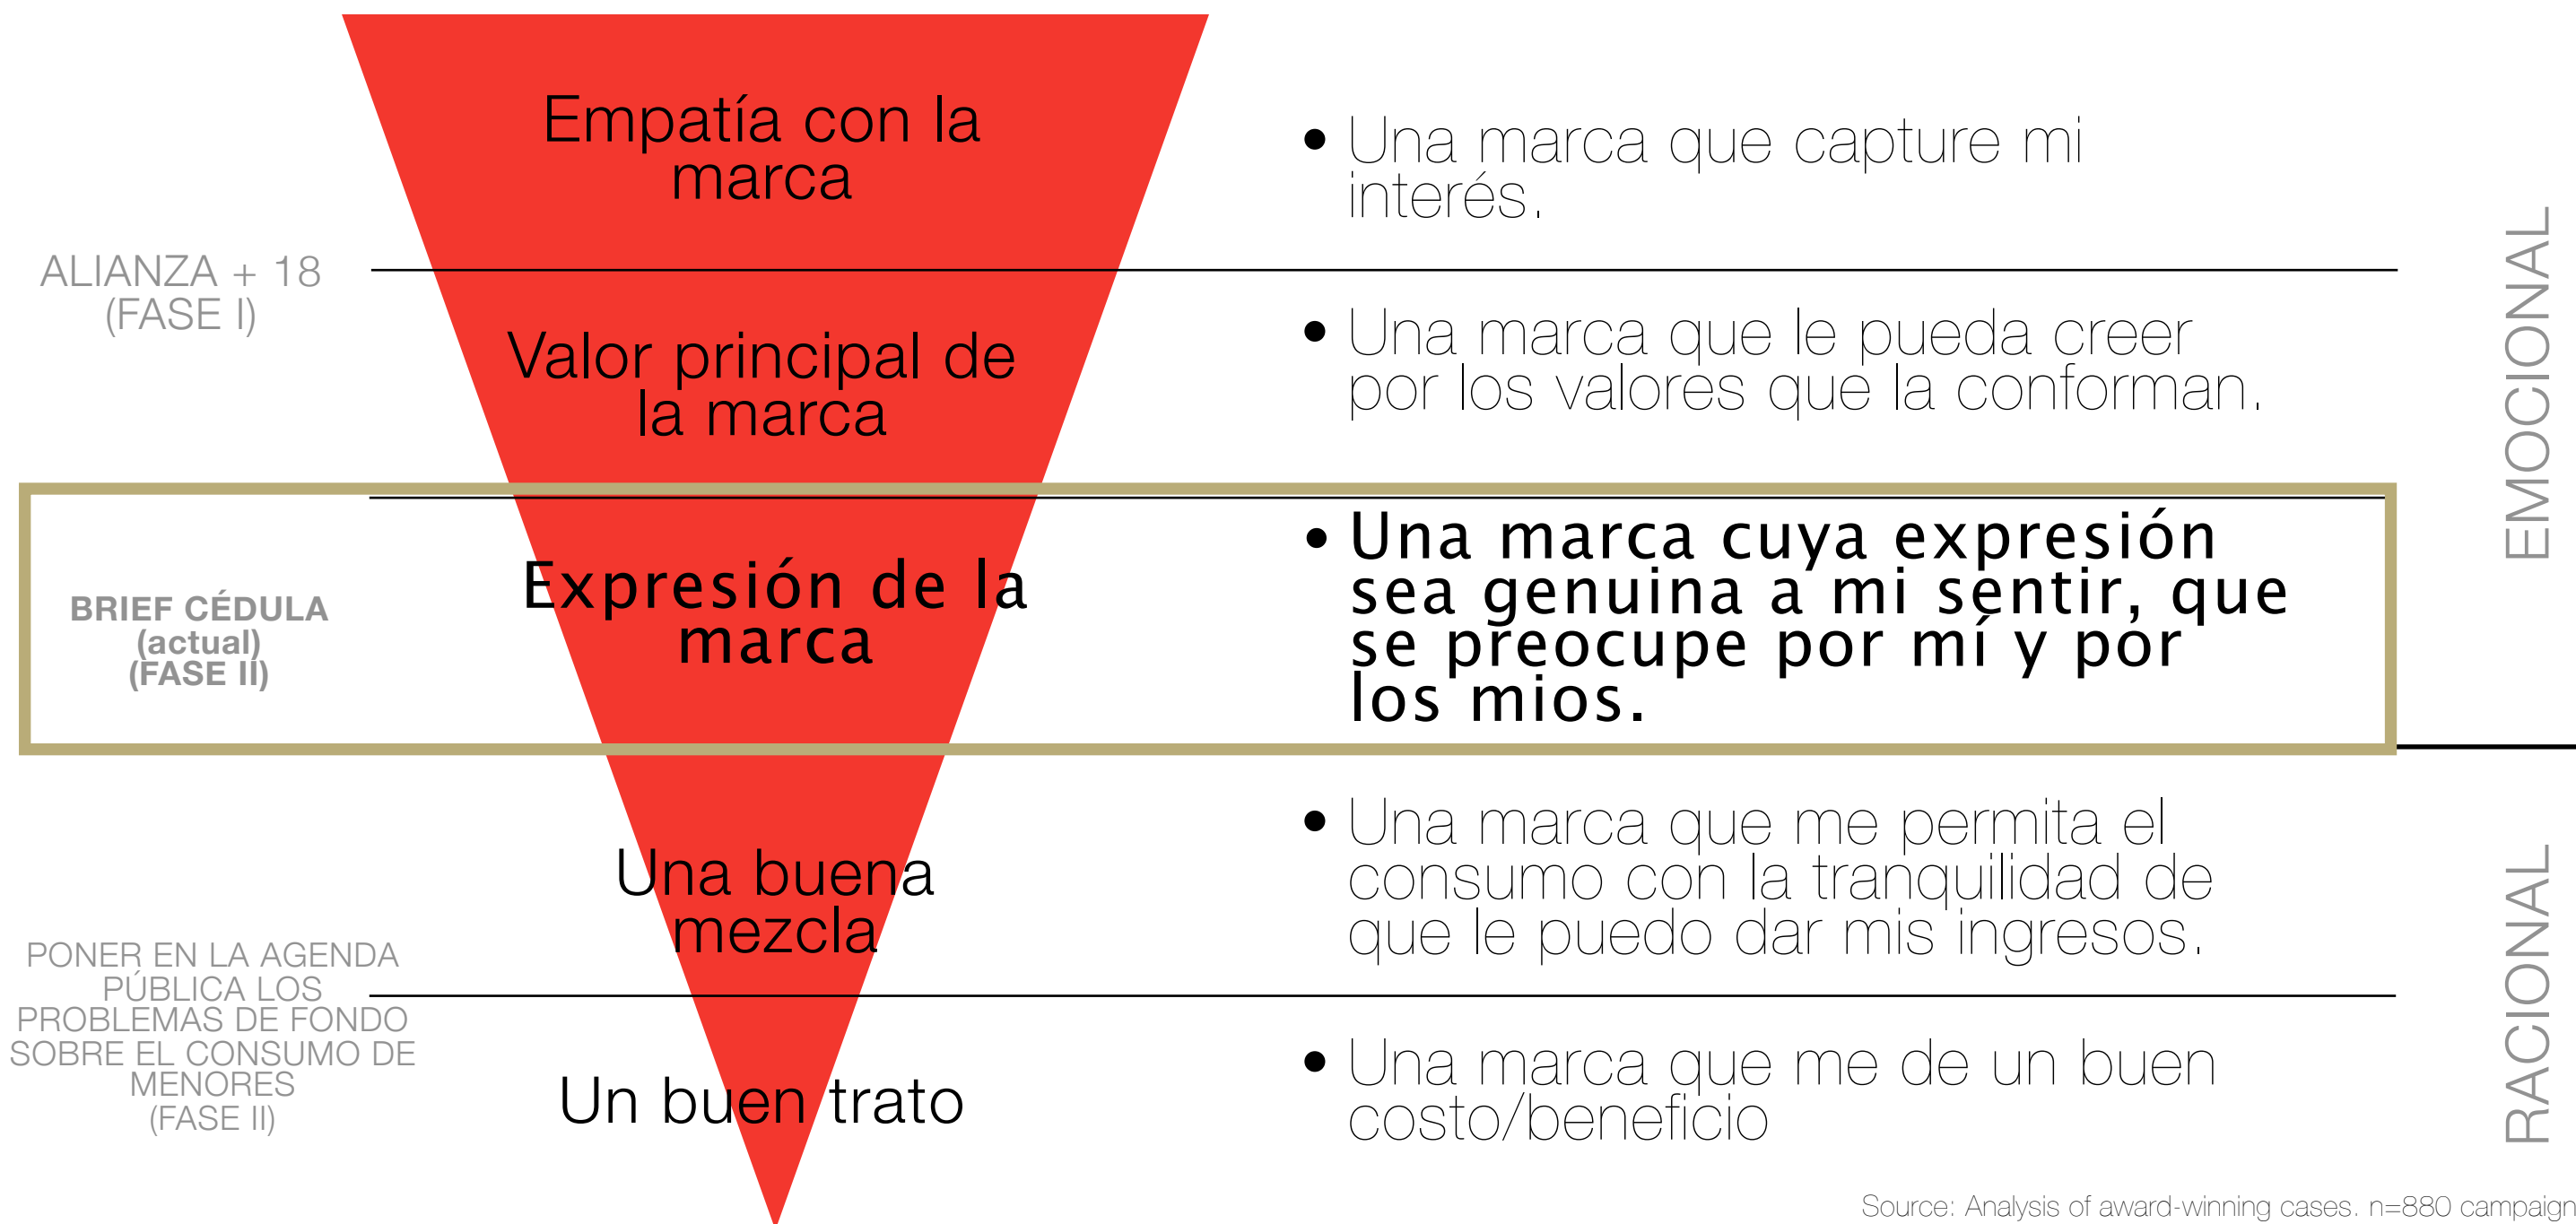 Empatía con la
marca
• Una marca que capture mi
interés.
ALIANZA + 18
(FASE I)
Valor principal de
la marca
• Una marca que le pueda creer
por los valores que la conforman.
EMOCIONAL
BRIEF CÉDULA
(actual)
(FASE II)
Expresión de la
marca
• Una marca cuya expresión
sea genuina a mi sentir, que
se preocupe por mí y por
los mios.
Una buena
mezcla
• Una marca que me permita el
consumo con la tranquilidad de
que le puedo dar mis ingresos.
PONER EN LA AGENDA
PÚBLICA LOS
PROBLEMAS DE FONDO
SOBRE EL CONSUMO DE
MENORES
(FASE II)
Un buen trato
• Una marca que me de un buen
costo/beneficio
RACIONAL
Source: Analysis of award-winning cases. n=880 campaign